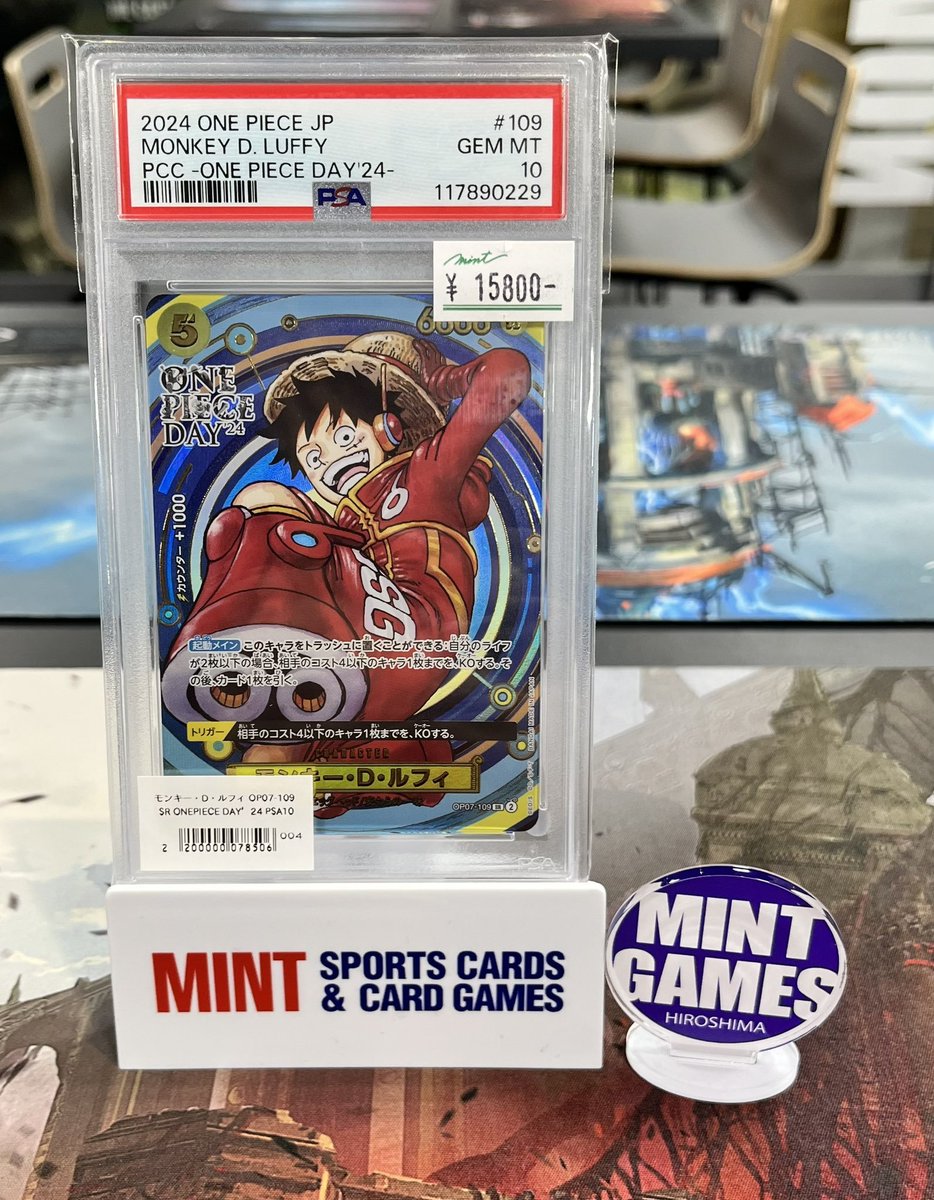 2024 ONE PIECE JP #109
MONKEY D. LUFFY GEM MT
PCC -ONE PIECE DAY'24- 10
PSA 117890229
mint
¥ 15800-
5
ONE
PIECE
DAY'24
カウンター +1000
起動メイン このキャラをトラッシュに置くことができる:自分のライフ
が2枚以下の場合、相手のコスト4以下のキャラ1枚までを、KOする。そ
の後、カード1枚を引く。
トリガー 相手のコスト4以下のキャラ1枚までを、KOする。
CHARACTER
モンキー・D・ルフィ
OP07-109 SR 2
モンキー・D・ルフィ OP07-109
SR ONEPIECE DAY' 24 PSA10
004
2 200000 078506
MINT SPORTS CARDS
& CARD GAMES
MINT
GAMES
HIROSHIMA